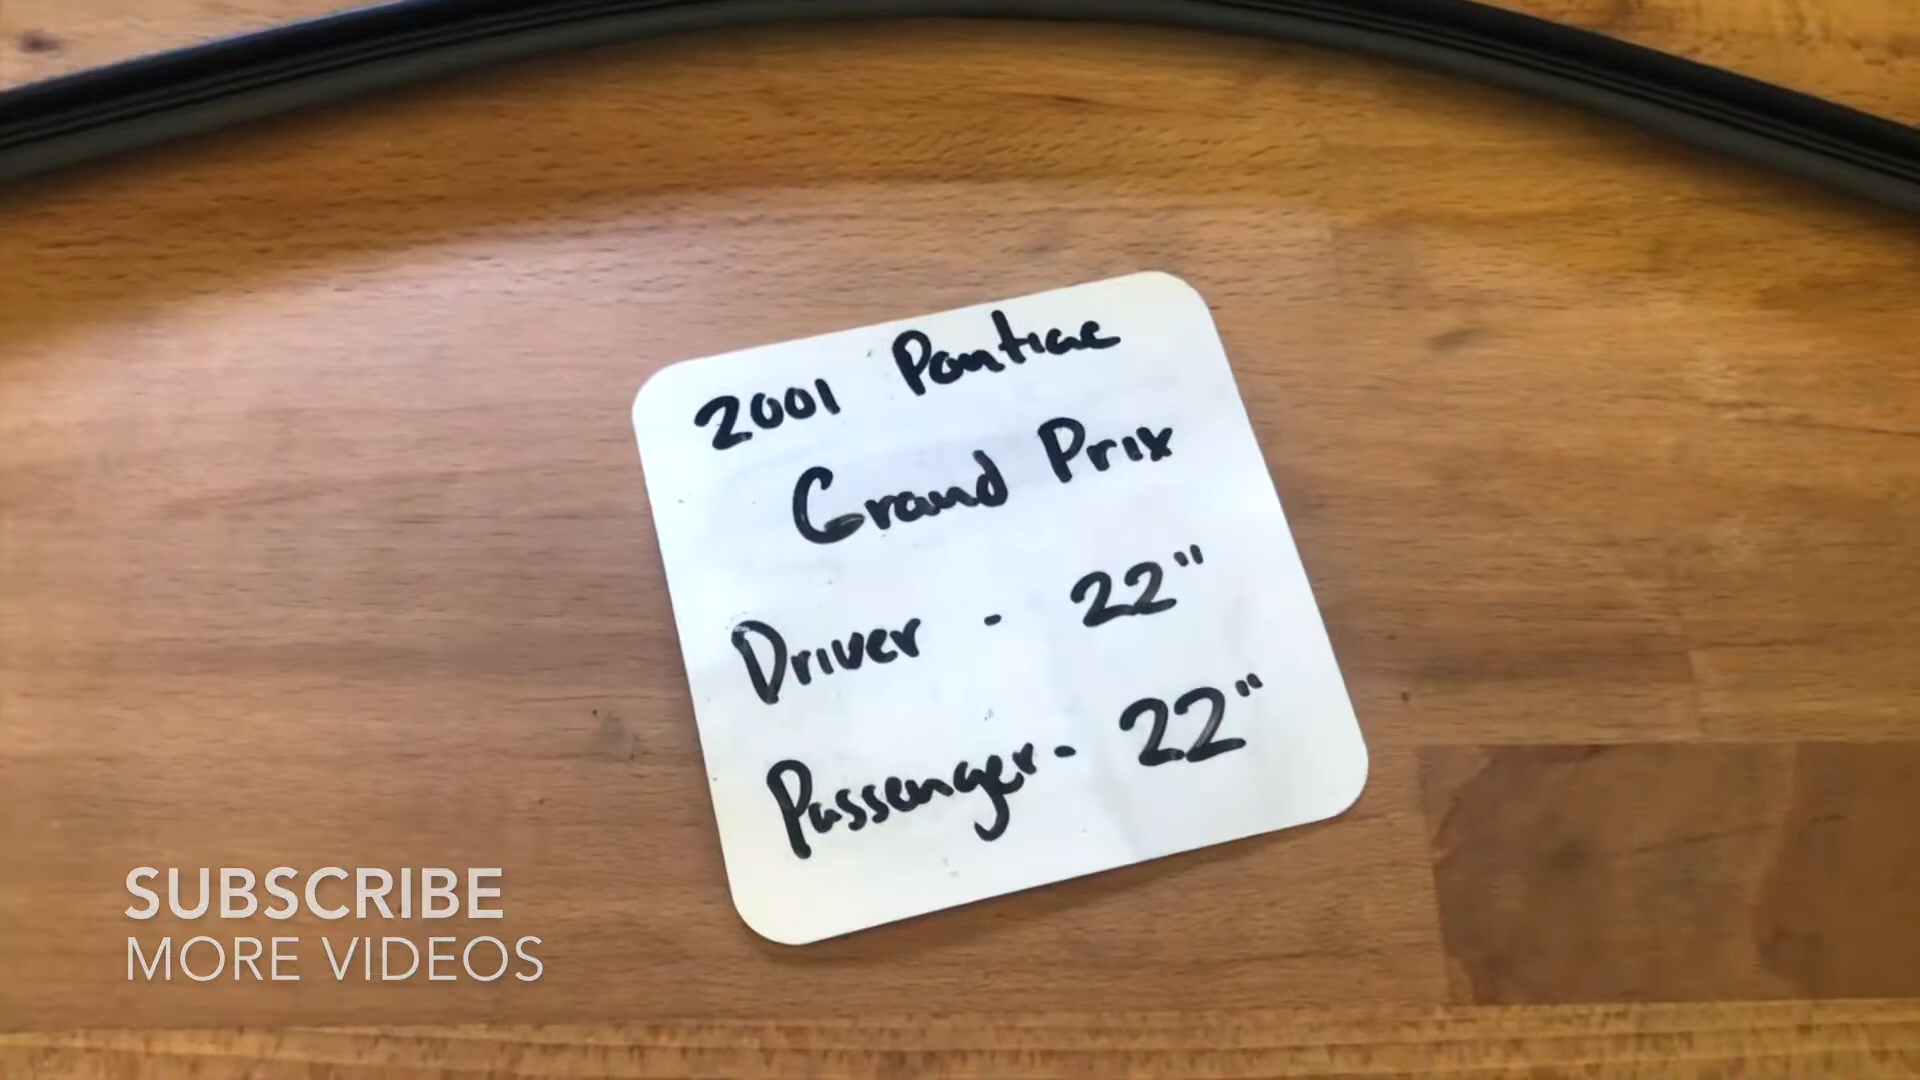 2001 Pontiac
Grand Prix
Driver - 22"
Passenger - 22"
SUBSCRIBE
MORE VIDEOS